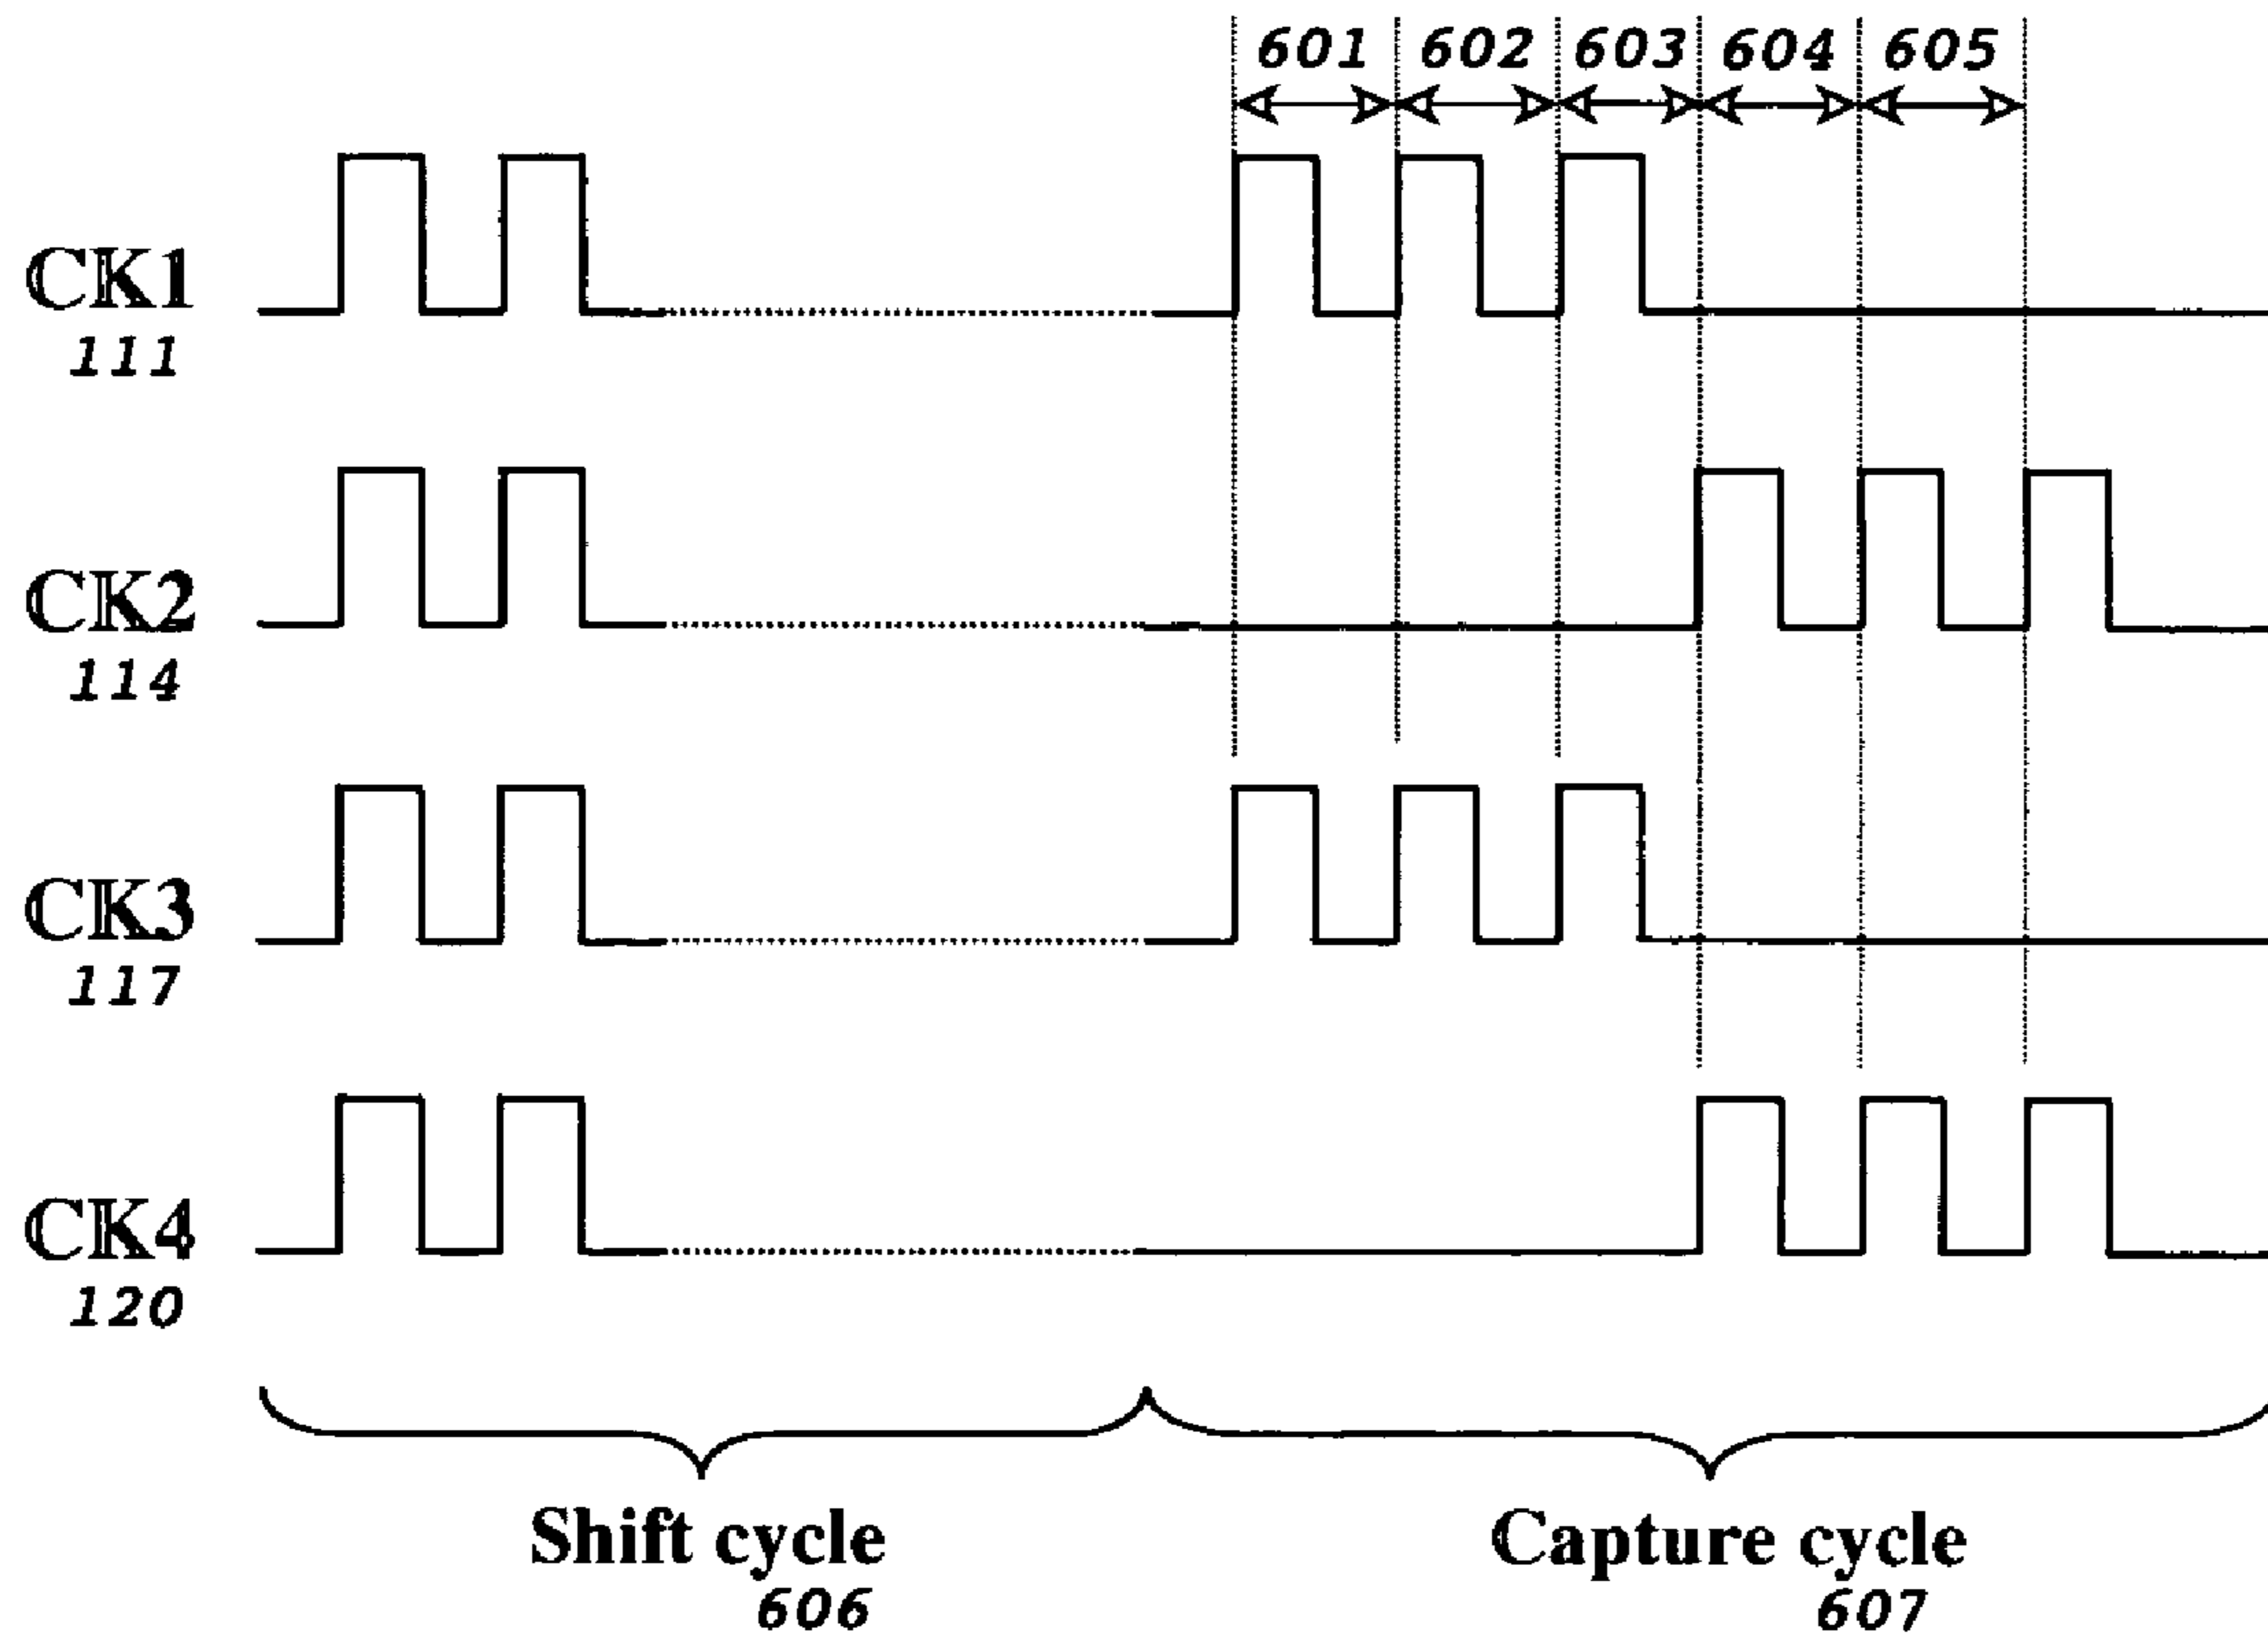 601 602 603 604 605
CK1
111
CK2
114
CK3
117
CK4
120
Shift cycle
606
Capture cycle
607